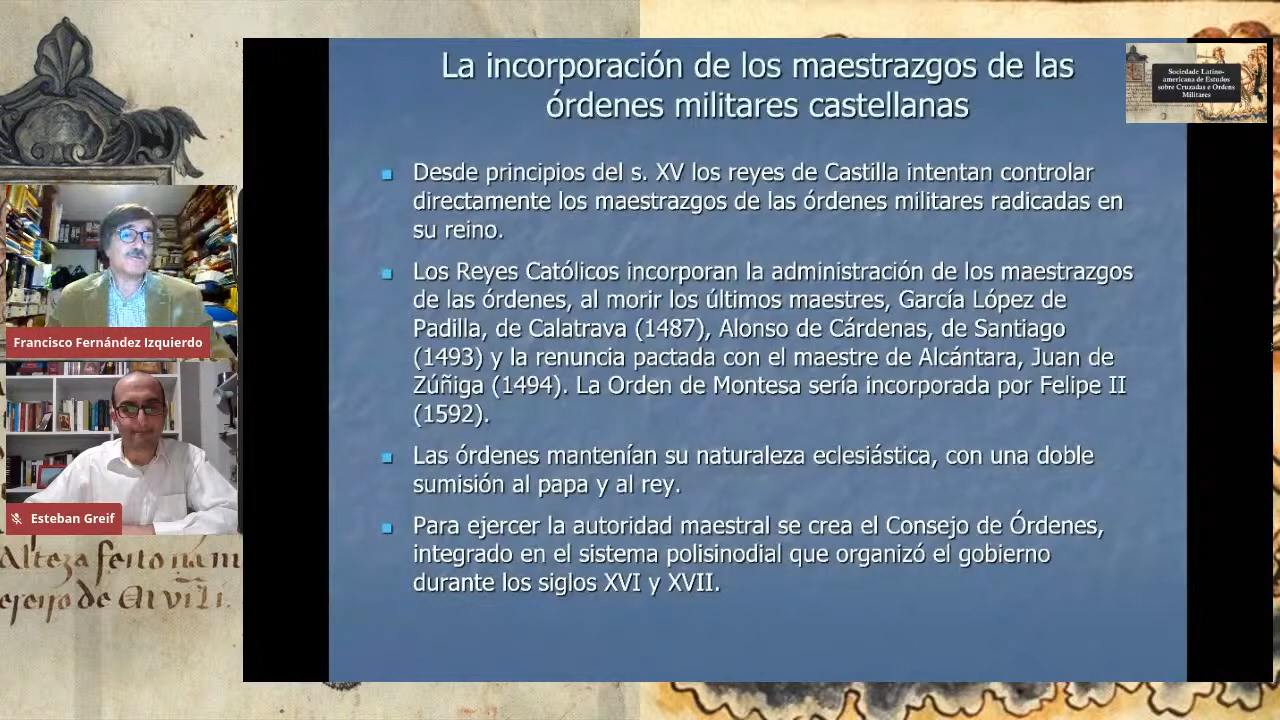 La incorporación de los maestrazgos de las
órdenes militares castellanas
Desde principios del s. XV los reyes de Castilla intentan controlar
directamente los maestrazgos de las órdenes militares radicadas en
su reino.
Los Reyes Católicos incorporan la administración de los maestrazgos
de las órdenes, al morir los últimos maestres, García López de
Padilla, de Calatrava (1487), Alonso de Cárdenas, de Santiago
(1493) y la renuncia pactada con el maestre de Alcántara, Juan de
Zúñiga (1494). La Orden de Montesa sería incorporada por Felipe II
(1592).
Las órdenes mantenían su naturaleza eclesiástica, con una doble
sumisión al papa y al rey.
Para ejercer la autoridad maestral se crea el Consejo de Órdenes,
integrado en el sistema polisinodial que organizó el gobierno
durante los siglos XVI y XVII.
Sociedade Latino-
americana de Estudos
sobre Cruzadas e Ordens
Militares
Francisco Fernández Izquierdo
Esteban Greif
Alteza feito